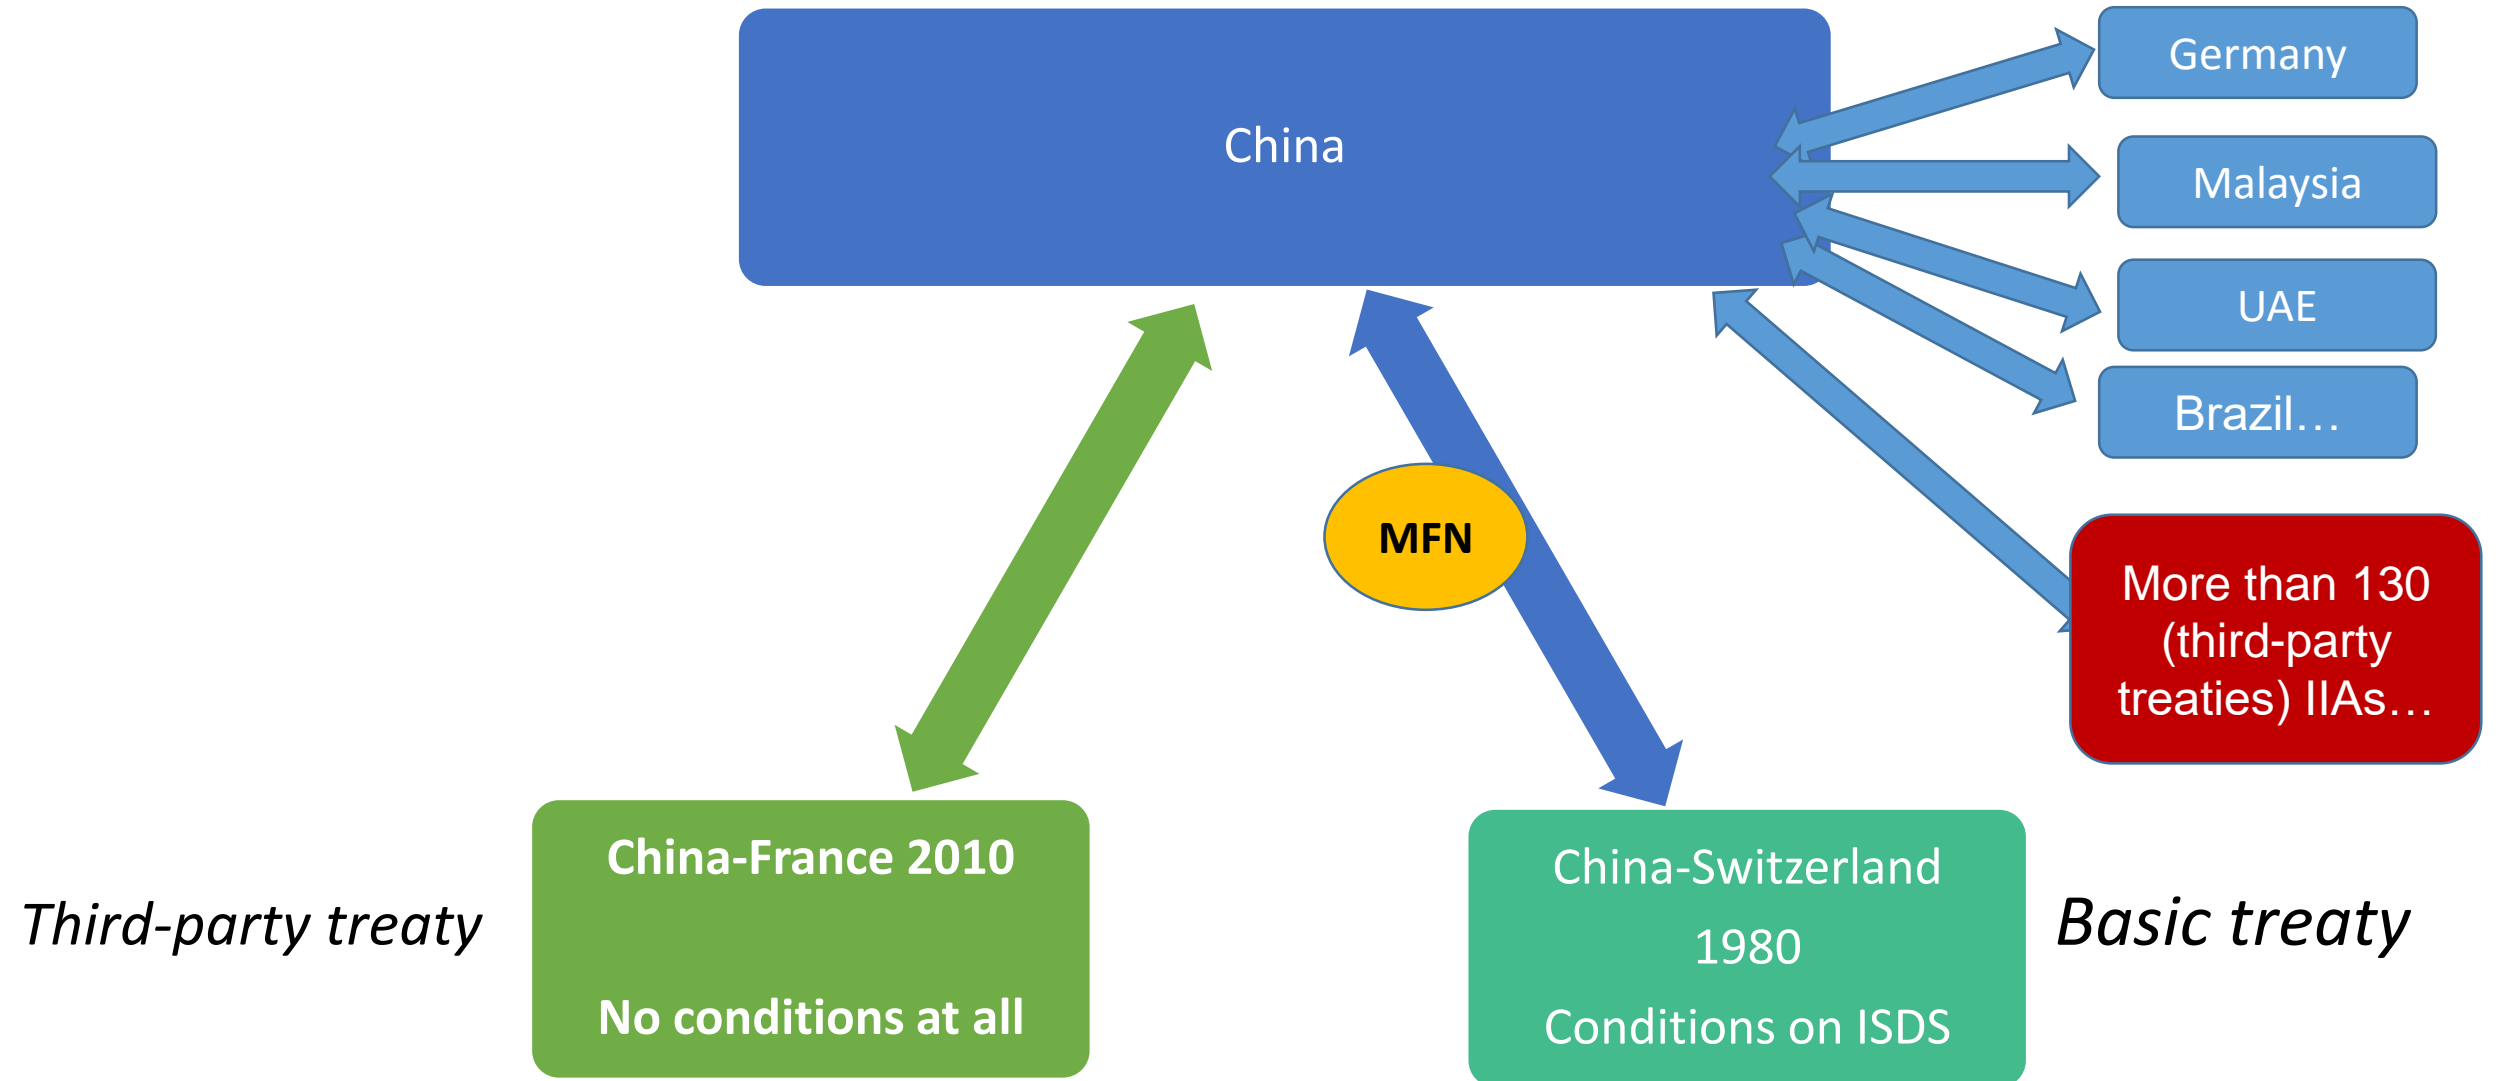 China
Germany
Malaysia
UAE
Brazil…
MFN
More than 130
(third-party
treaties) IIAs…
Third-party treaty
China-France 2010
No conditions at all
China-Switzerland
1980
Conditions on ISDS
Basic treaty